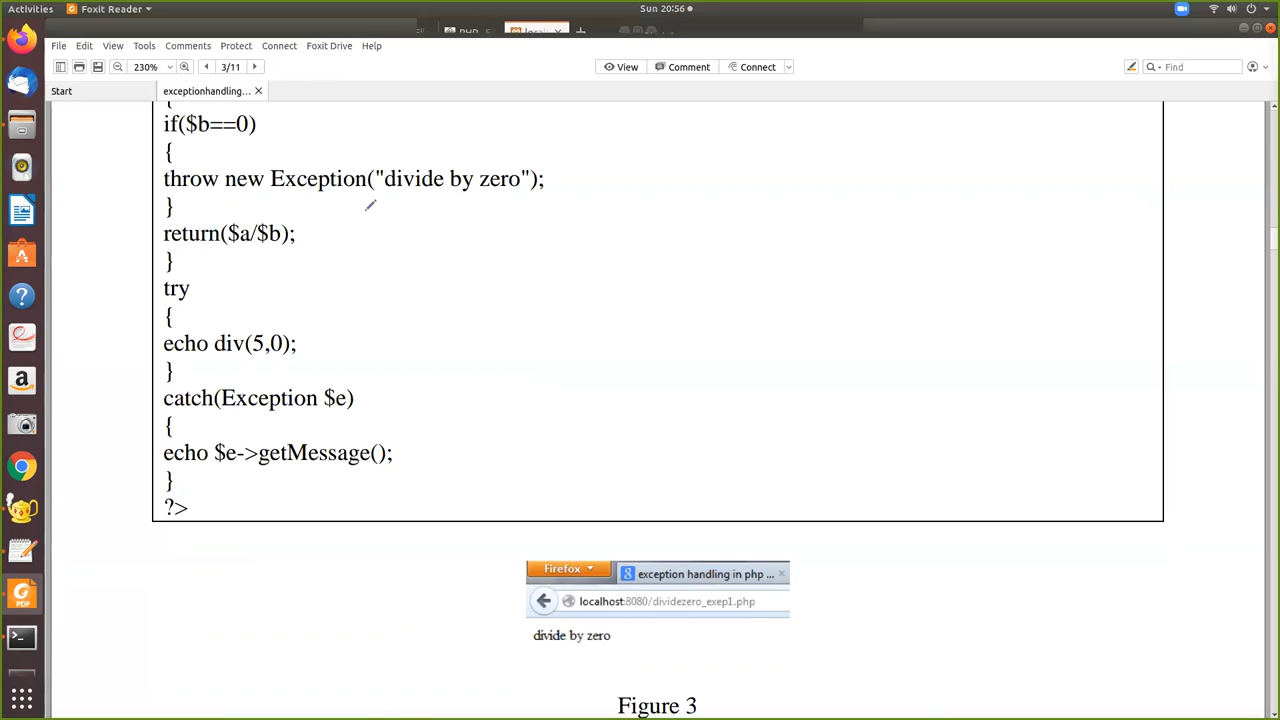 Activities
Foxit Reader
Sun 20:56
PHP
File Edit View Tools Comments Protect Connect Foxit Drive Help
230% 3/11 View Comment Connect Find
Start exceptionhandling...
{
if($b==0)
{
throw new Exception("divide by zero");
}
return($a/$b);
}
try
{
echo div(5,0);
}
catch(Exception $e)
{
echo $e->getMessage();
}
?>
Firefox
exception handling in php ...
localhost:8080/dividezero_exep1.php
divide by zero
Figure 3